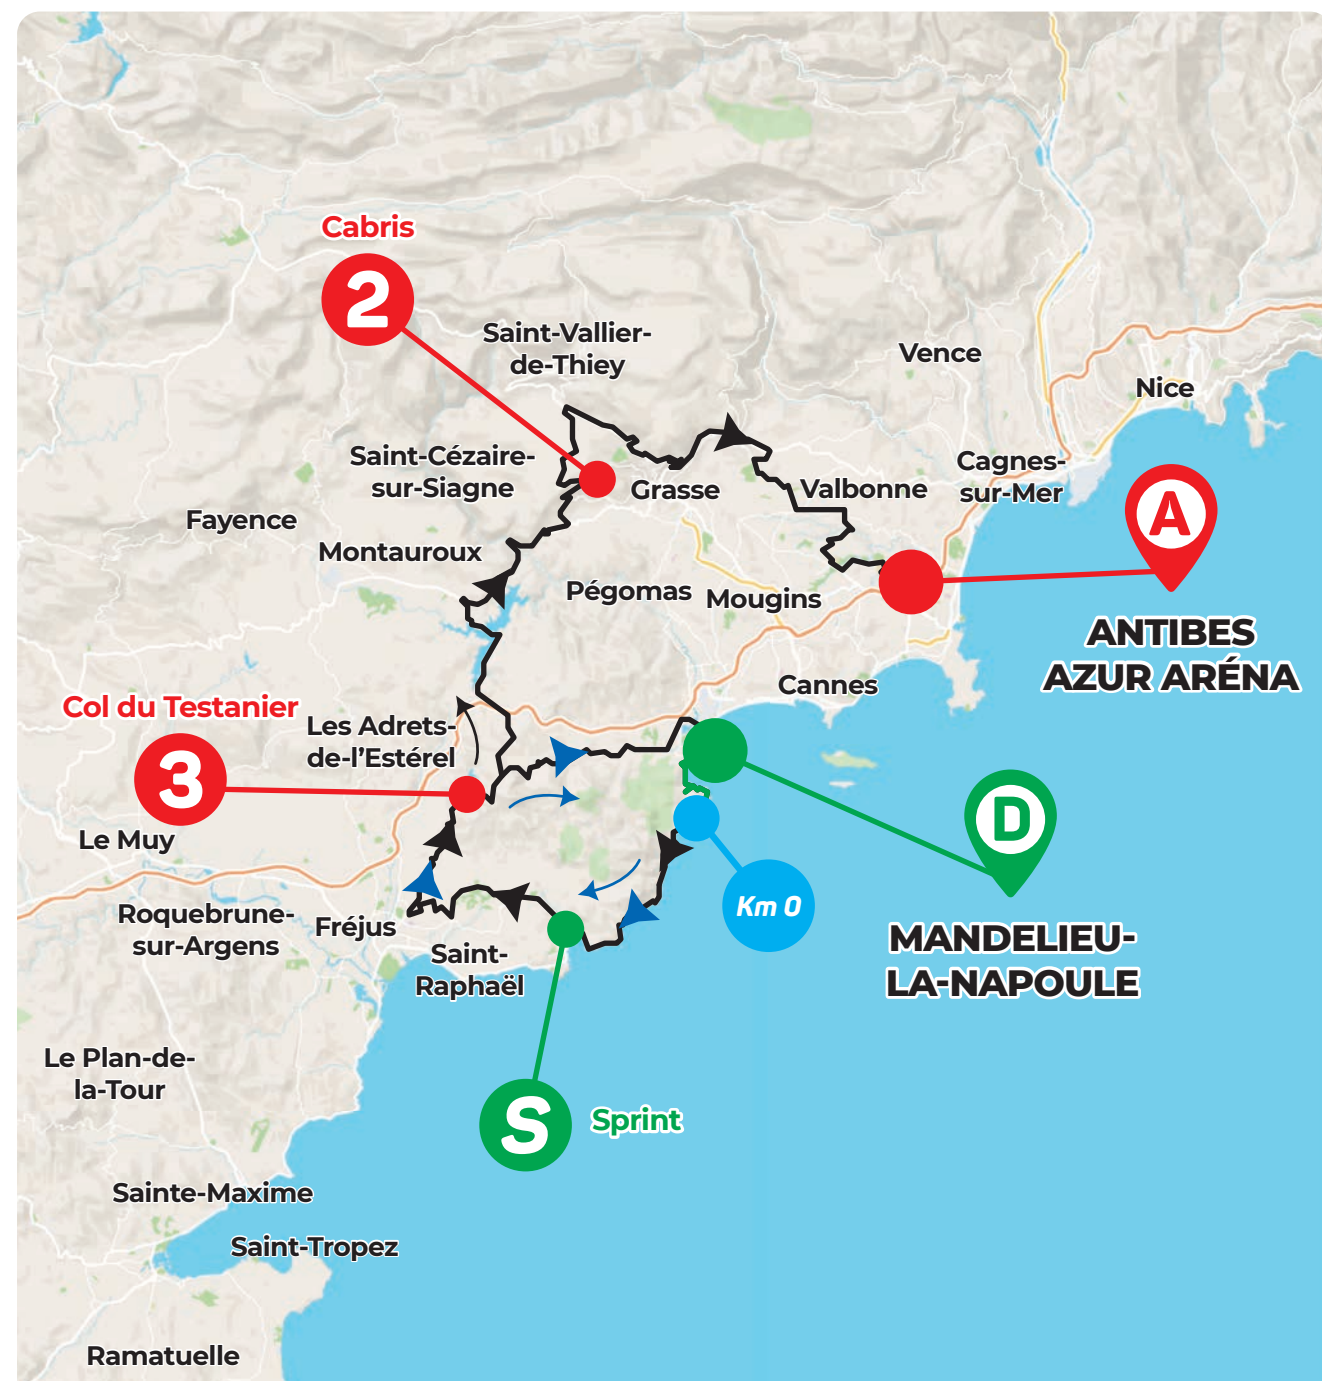 Cabris
2
Saint-Vallier-
de-Thiey
Vence
Nice
Saint-Cézaire-
sur-Siagne
Grasse
Valbonne
Cagnes-
sur-Mer
A
Fayence
Montauroux
Pégomas
Mougins
ANTIBES
AZUR ARÉNA
Cannes
Col du Testanier
3
Les Adrets-
de-l'Estérel
Le Muy
D
Km 0
MANDELIEU-
LA-NAPOULE
Roquebrune-
sur-Argens
Fréjus
Saint-
Raphaël
Le Plan-de-
la-Tour
S
Sprint
Sainte-Maxime
Saint-Tropez
Ramatuelle